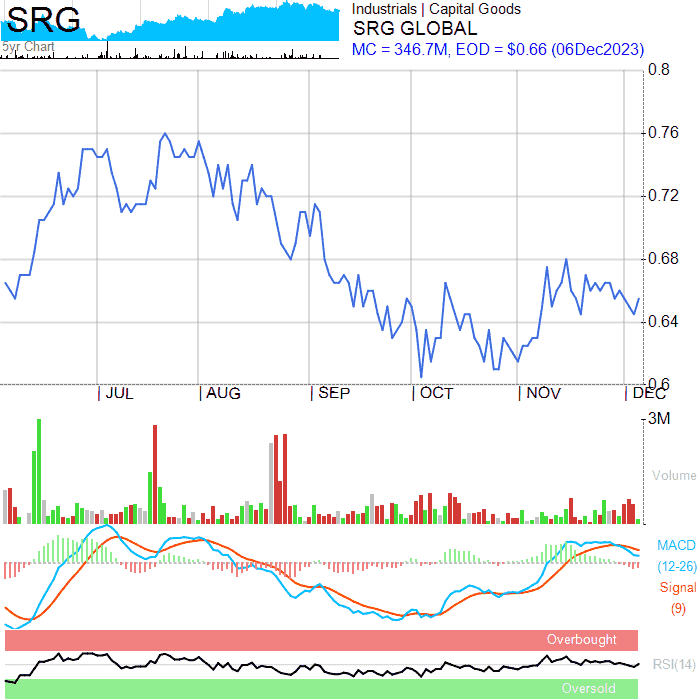 SRG
5yr Chart
Industrials | Capital Goods
SRG GLOBAL
MC = 346.7M, EOD = $0.66 (06Dec2023)
0.8
0.76
0.72
0.68
0.64
0.6
JUL AUG SEP OCT NOV DEC
3M
Volume
MACD
(12-26)
Signal
(9)
Overbought
RSI(14)
Oversold